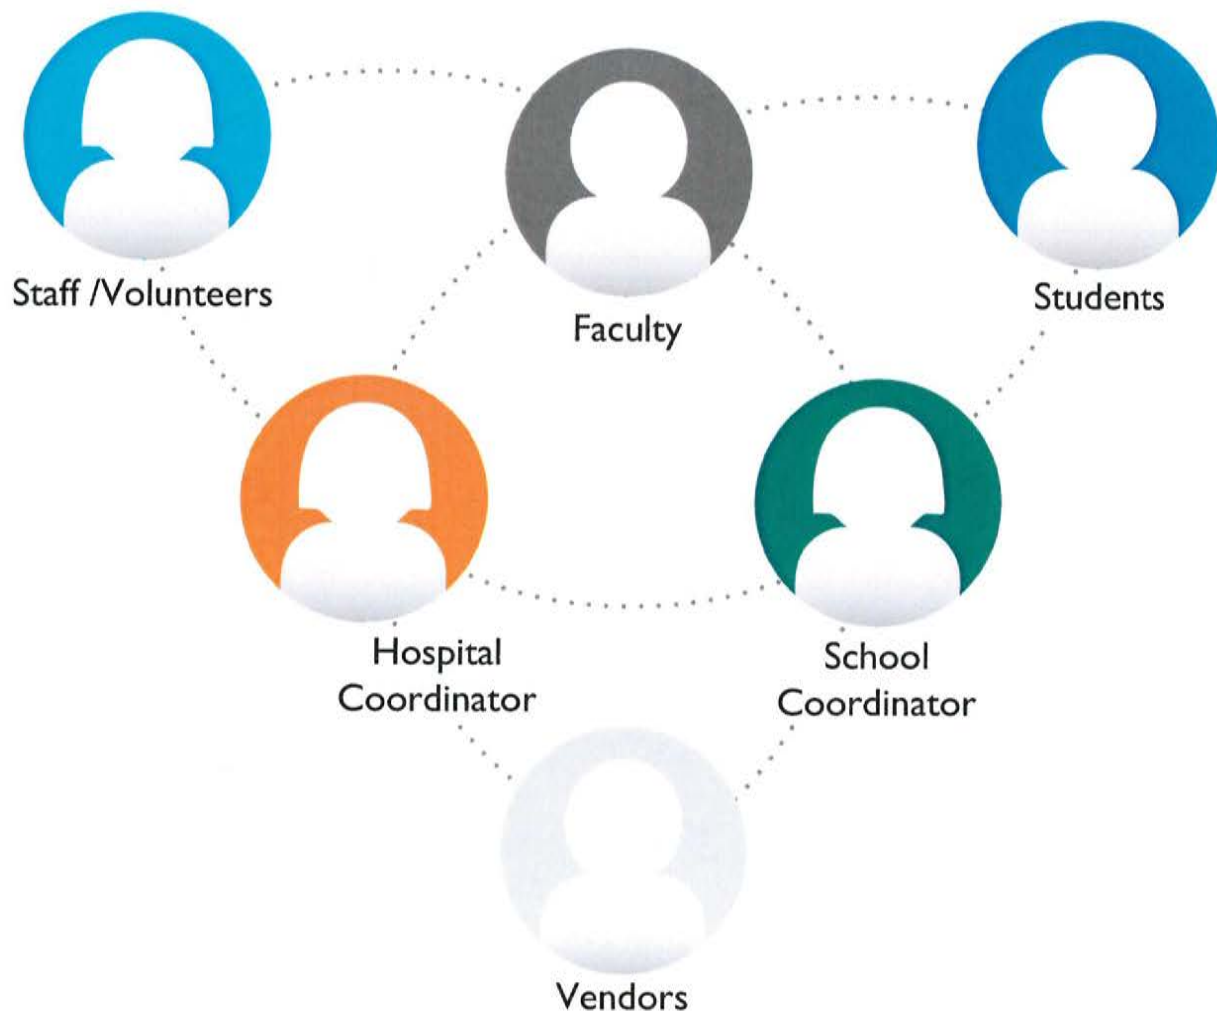 Staff /Volunteers
Faculty
Students
Hospital
Coordinator
School
Coordinator
Vendors